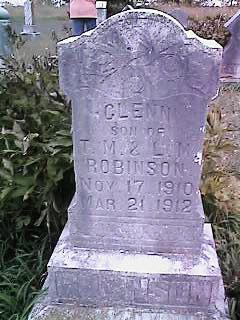 GLENN
SON OF
T. M. & L. M.
ROBINSON
NOV 17 1910
MAR 21 1912